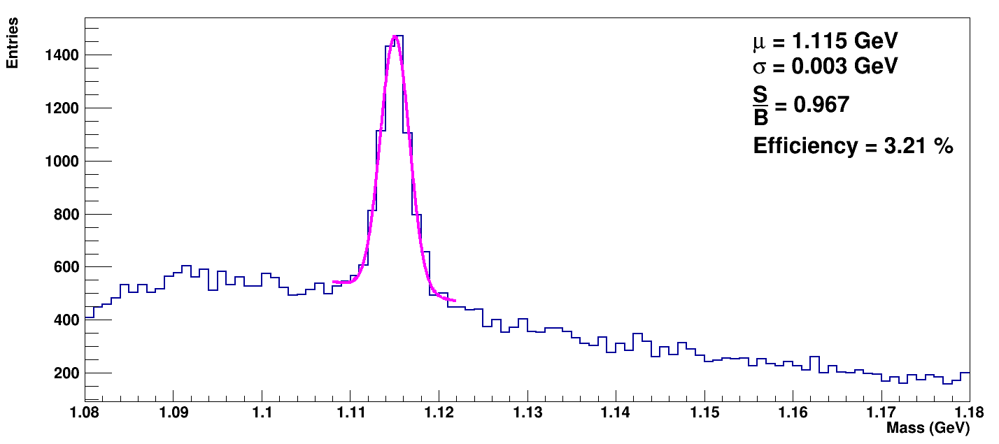 Entries
1400
1200
1000
800
600
400
200
μ = 1.115 GeV
σ = 0.003 GeV
S
B = 0.967
Efficiency = 3.21 %
1.08 1.09 1.1 1.11 1.12 1.13 1.14 1.15 1.16 1.17 1.18
Mass (GeV)